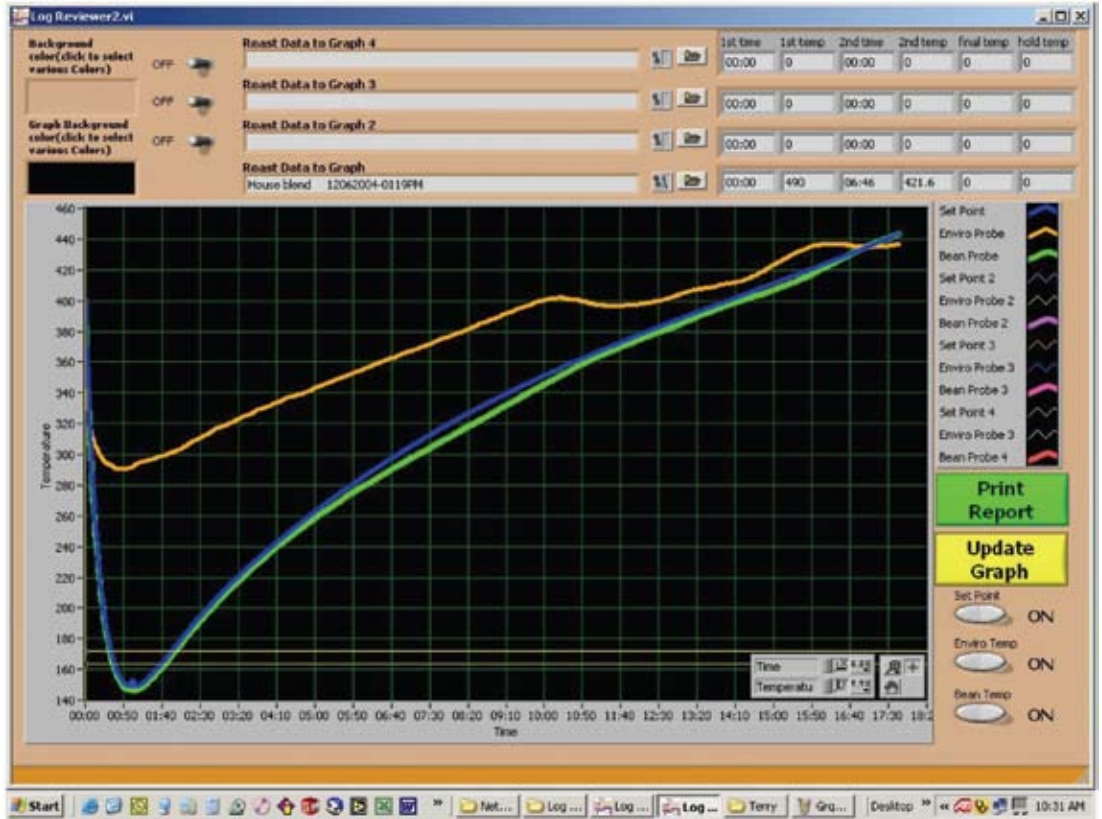 Log Reviewer2.vi
Background color(click to select various Colors)
OFF
Roast Data to Graph 4
1st time 1st temp 2nd time 2nd temp final temp hold temp
00:00 0 00:00 0 0 0
OFF
Roast Data to Graph 3
00:00 0 00:00 0 0 0
Graph Background color(click to select various Colors)
OFF
Roast Data to Graph 2
00:00 0 00:00 0 0 0
Roast Data to Graph
House blend 12062004-0119PM
00:00 490 06:46 421.6 0 0
460
440
420
400
380
360
340
320
300
280
260
240
220
200
180
160
140
Temperature
00:00 00:50 01:40 02:30 03:20 04:10 05:00 05:50 06:40 07:30 08:20 09:10 10:00 10:50 11:40 12:30 13:20 14:10 15:00 15:50 16:40 17:30 18:2
Time
Time
Temperatu
Set Point
Enviro Probe
Bean Probe
Set Point 2
Enviro Probe 2
Bean Probe 2
Set Point 3
Enviro Probe 3
Bean Probe 3
Set Point 4
Enviro Probe 3
Bean Probe 4
Print Report
Update Graph
Set Point
ON
Enviro Temp
ON
Bean Temp
ON
Start » Net... Log ... Log ... Log ... Terry Gra... Desktop » « 10:31 AM